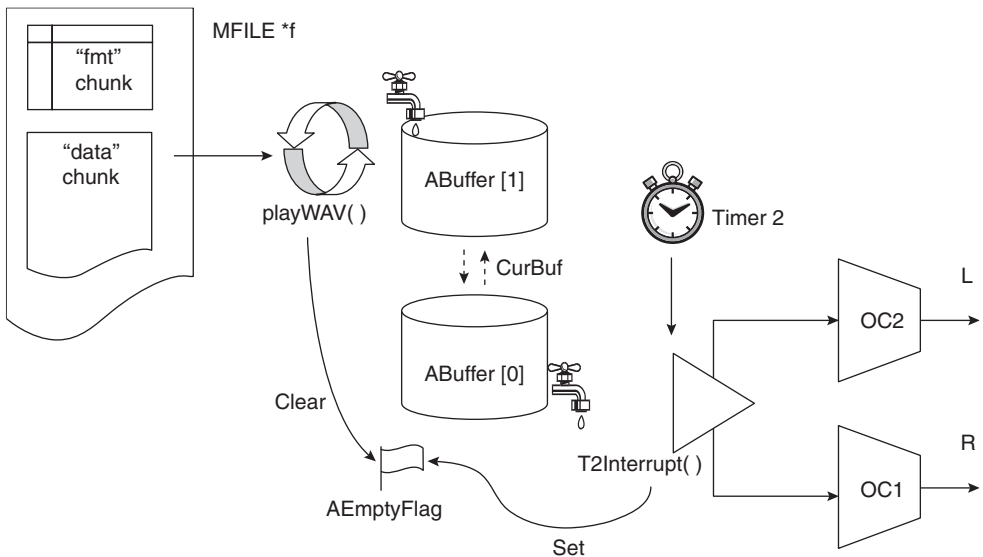 MFILE *f
“fmt”
chunk
“data”
chunk
playWAV( )
ABuffer [1]
CurBuf
ABuffer [0]
Timer 2
T2Interrupt( )
OC2
L
OC1
R
Clear
AEmptyFlag
Set